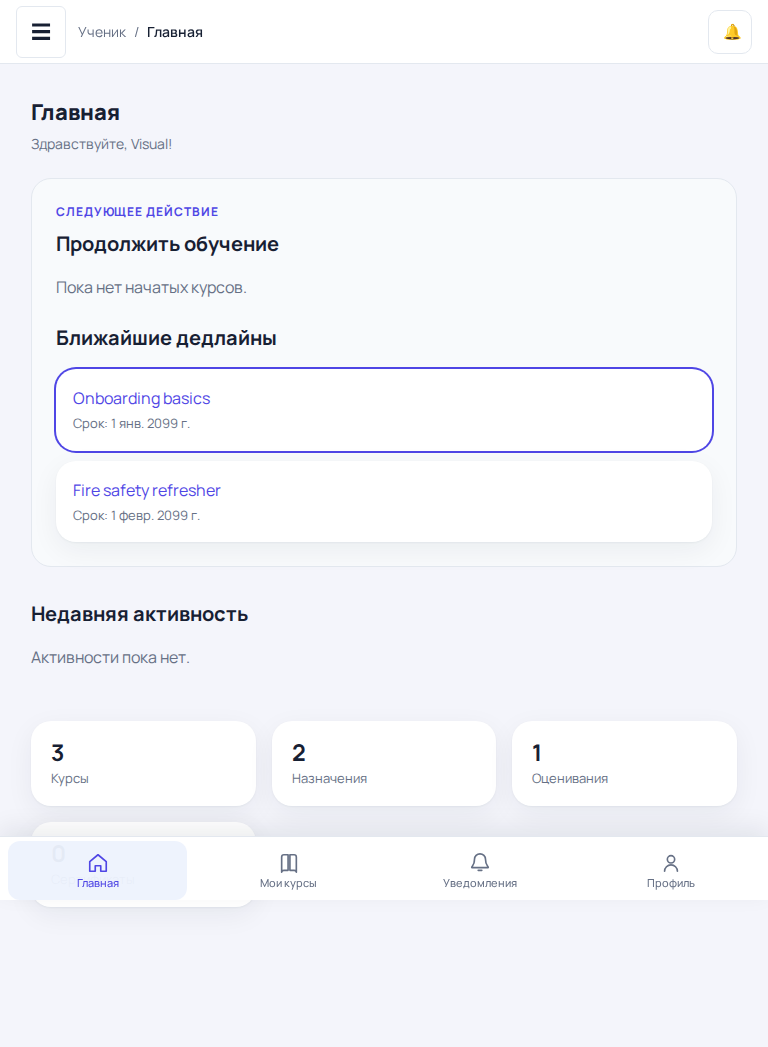 Ученик / Главная
Главная
Здравствуйте, Visual!
СЛЕДУЮЩЕЕ ДЕЙСТВИЕ
Продолжить обучение
Пока нет начатых курсов.
Ближайшие дедлайны
Onboarding basics
Срок: 1 янв. 2099 г.
Fire safety refresher
Срок: 1 февр. 2099 г.
Недавняя активность
Активности пока нет.
3
Курсы
2
Назначения
1
Оценивания
0
Главная
Мои курсы
Уведомления
Профиль